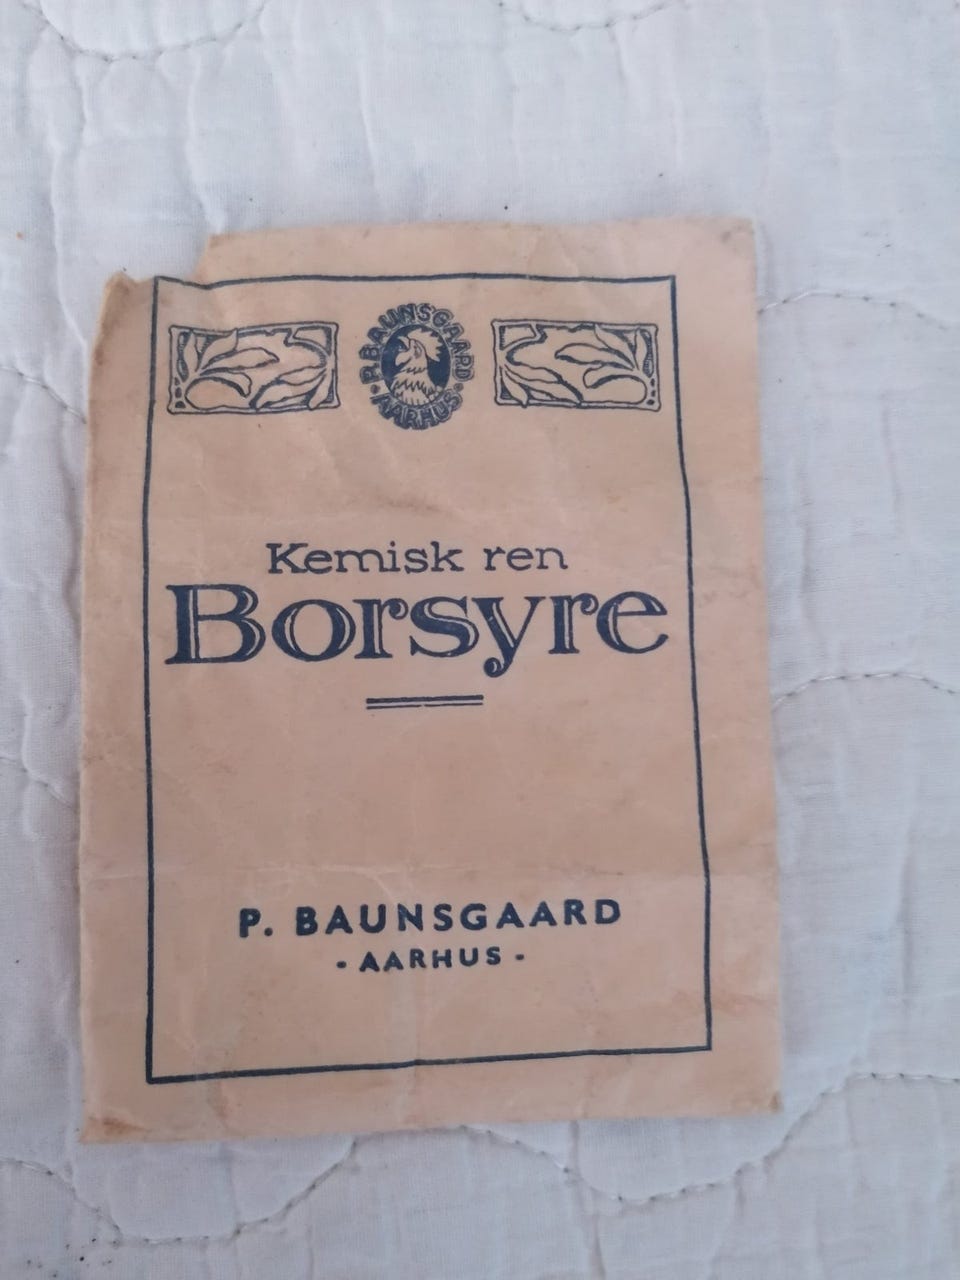 P. BAUNSGAARD
· AARHUS ·
Kemisk ren
Borsyre
P. BAUNSGAARD
- AARHUS -